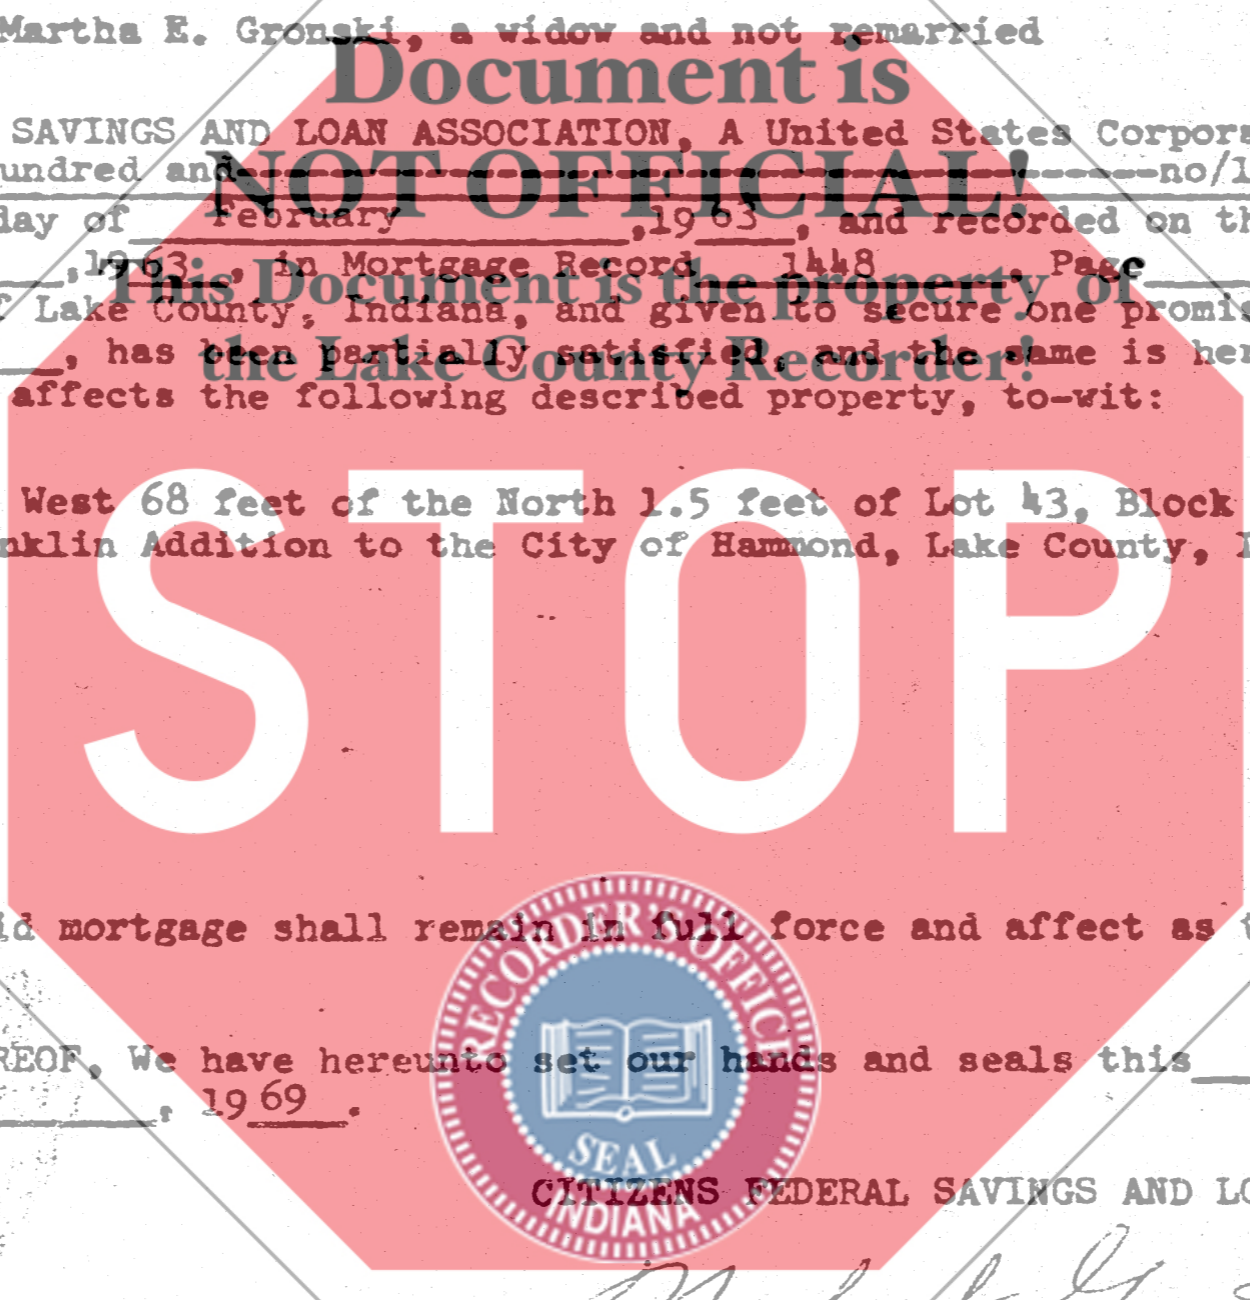 Martha E. Gronski, a widow and not remarried
Document is
SAVINGS AND LOAN ASSOCIATION, A United States Corpora
undred and---no/1
NOT OFFICIAL!
day of February ,19 63 , and recorded on th
,19 63 , in Mortgage Record 1448 , Page
This Document is the property of
f Lake County, Indiana, and given to secure one promis
, has been partially satisfied, and the same is her
the Lake County Recorder!
affects the following described property, to-wit:
West 68 feet of the North 1.5 feet of Lot 43, Block
nklin Addition to the City of Hammond, Lake County, I
STOP
id mortgage shall remain in full force and affect as t
RECORDER'S OFFICE
REOF, We have hereunto set our hands and seals this
, 19 69 .
SEAL
CITIZENS FEDERAL SAVINGS AND LO
INDIANA